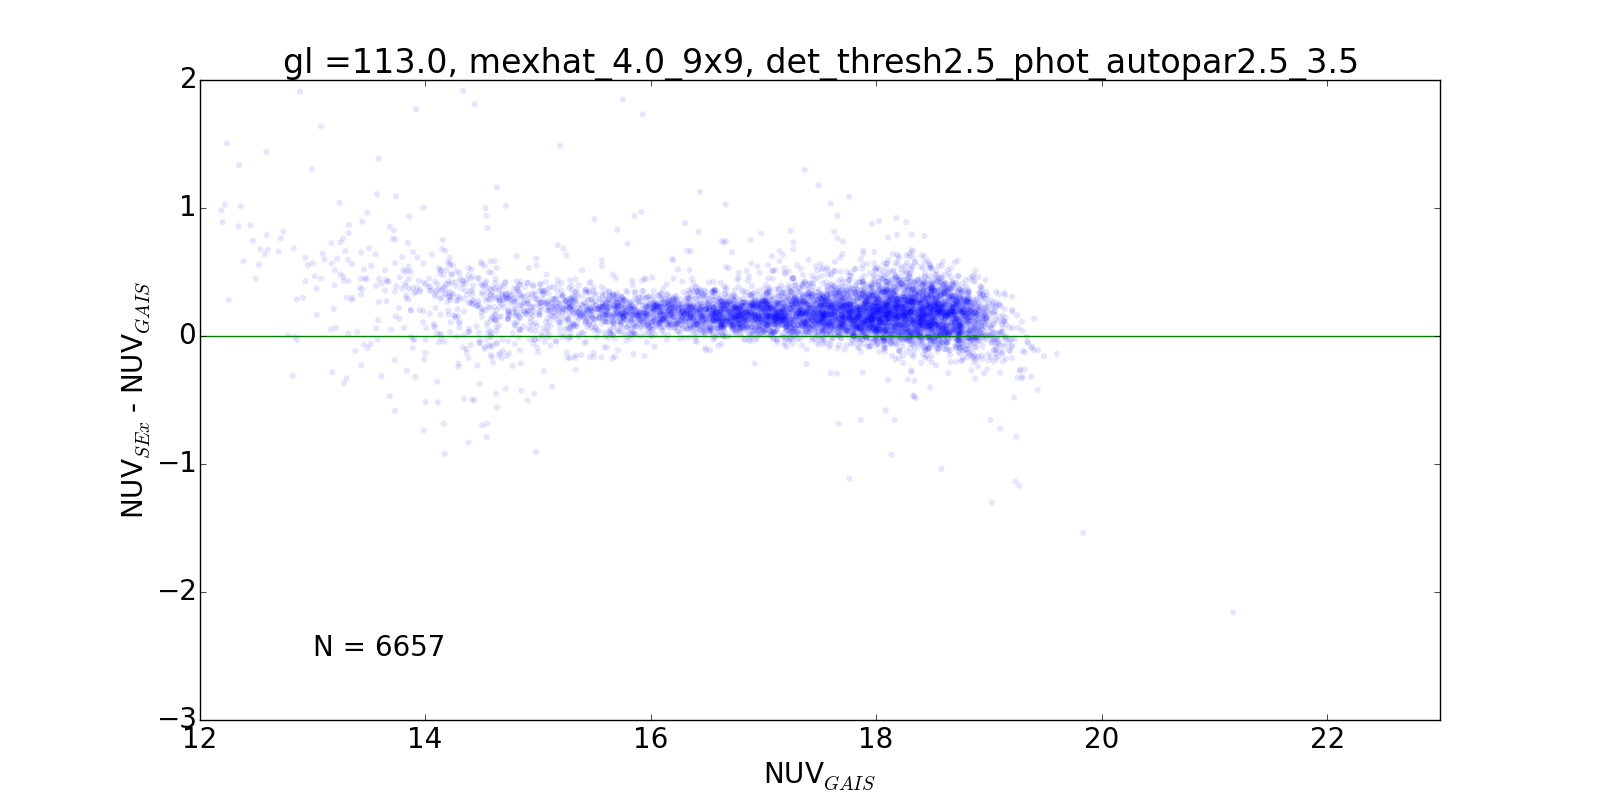 gl =113.0, mexhat_4.0_9x9, det_thresh2.5_phot_autopar2.5_3.5
2
1
0
−1
−2
−3
NUV_SEx - NUV_GAIS
N = 6657
12 14 16 18 20 22
NUV_GAIS